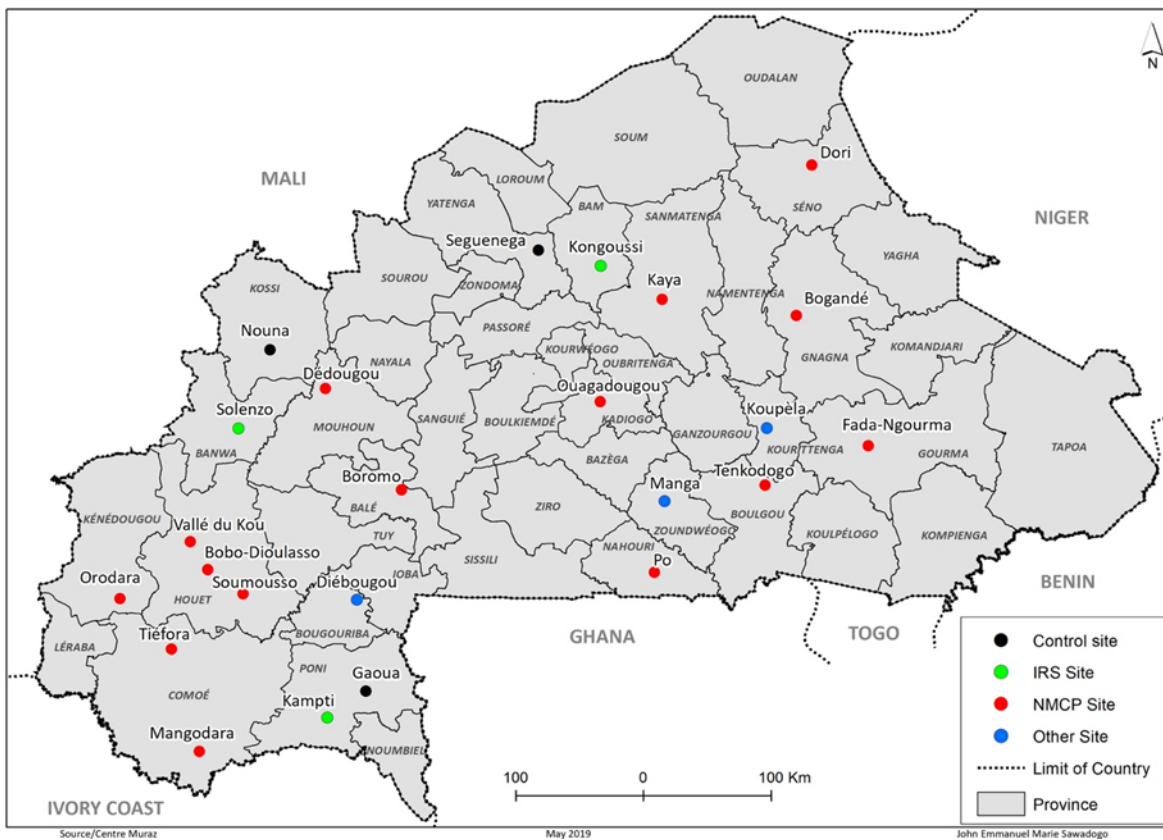 N
OUDALAN
SOUM
Dori
MALI
LOROUM
SÉNO
NIGER
YATENGA
BAM
SANMATENGA
Seguenega
Kongoussi
YAGHA
SOUROU
KOSSI
ZONDOMA
Kaya
NAMENTENGA
Bogandé
PASSORÉ
Nouna
KOURWÉOGO
OUBRITENGA
GNAGNA
KOMANDJARI
NAYALA
Dédougou
Ouagadougou
Solenzo
MOUHOUN
SANGUIÉ
BOULKIEMDÉ
KADIOGO
Koupèla
GANZOURGOU
Fada-Ngourma
BANWA
KOURITTENGA
GOURMA
TAPOA
BAZÈGA
Boromo
Manga
Tenkodogo
BALÉ
ZIRO
BOULGOU
KÉNÉDOUGOU
Vallé du Kou
TUY
ZOUNDWÉOGO
KOULPÉLOGO
KOMPIENGA
Bobo-Dioulasso
SISSILI
NAHOURI
Po
Orodara
Soumousso
Diébougou
IOBA
BENIN
HOUET
Tiéfora
BOUGOURIBA
GHANA
TOGO
LÉRABA
PONI
Gaoua
COMOÉ
Kampti
Mangodara
NOUMBIEL
IVORY COAST
100 0 100 Km
Control site
IRS Site
NMCP Site
Other Site
Limit of Country
Province
Source/Centre Muraz
May 2019
John Emmanuel Marie Sawadogo